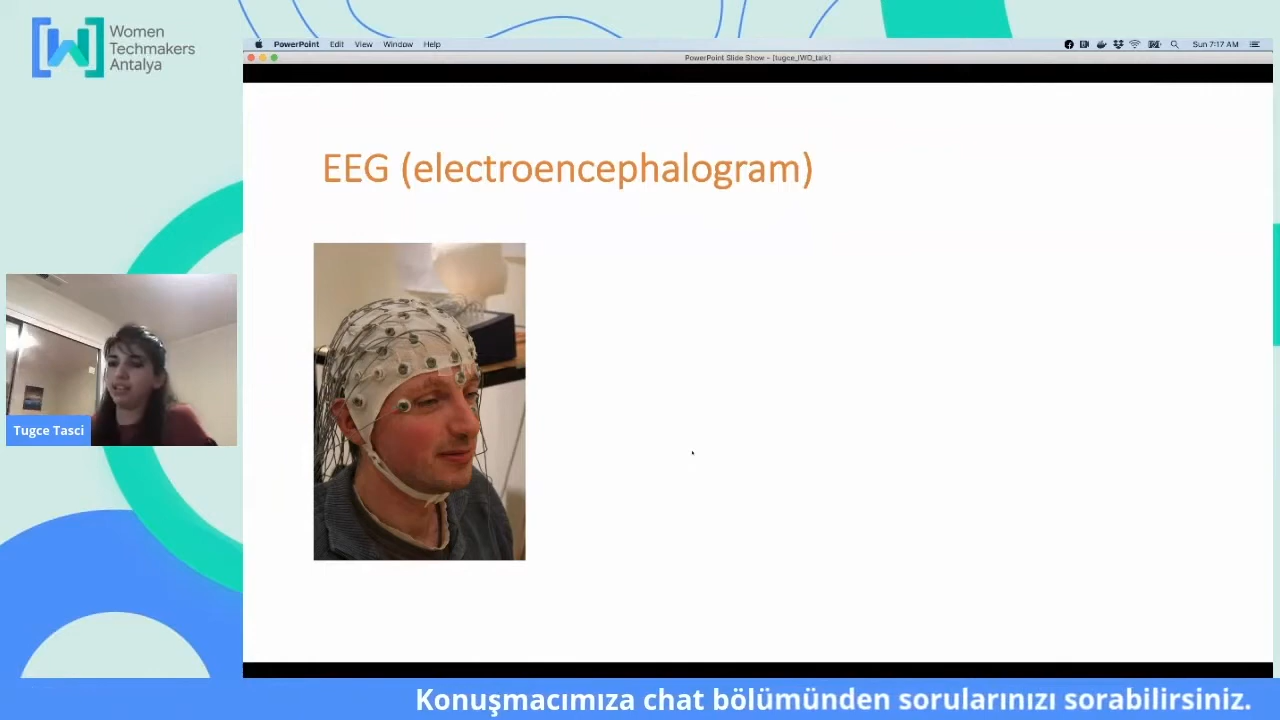 Women
Techmakers
Antalya
PowerPoint Edit View Window Help
Sun 7:17 AM
PowerPoint Slide Show - [tugce_IWD_talk]
EEG (electroencephalogram)
Tugce Tasci
Konuşmacımıza chat bölümünden sorularınızı sorabilirsiniz.